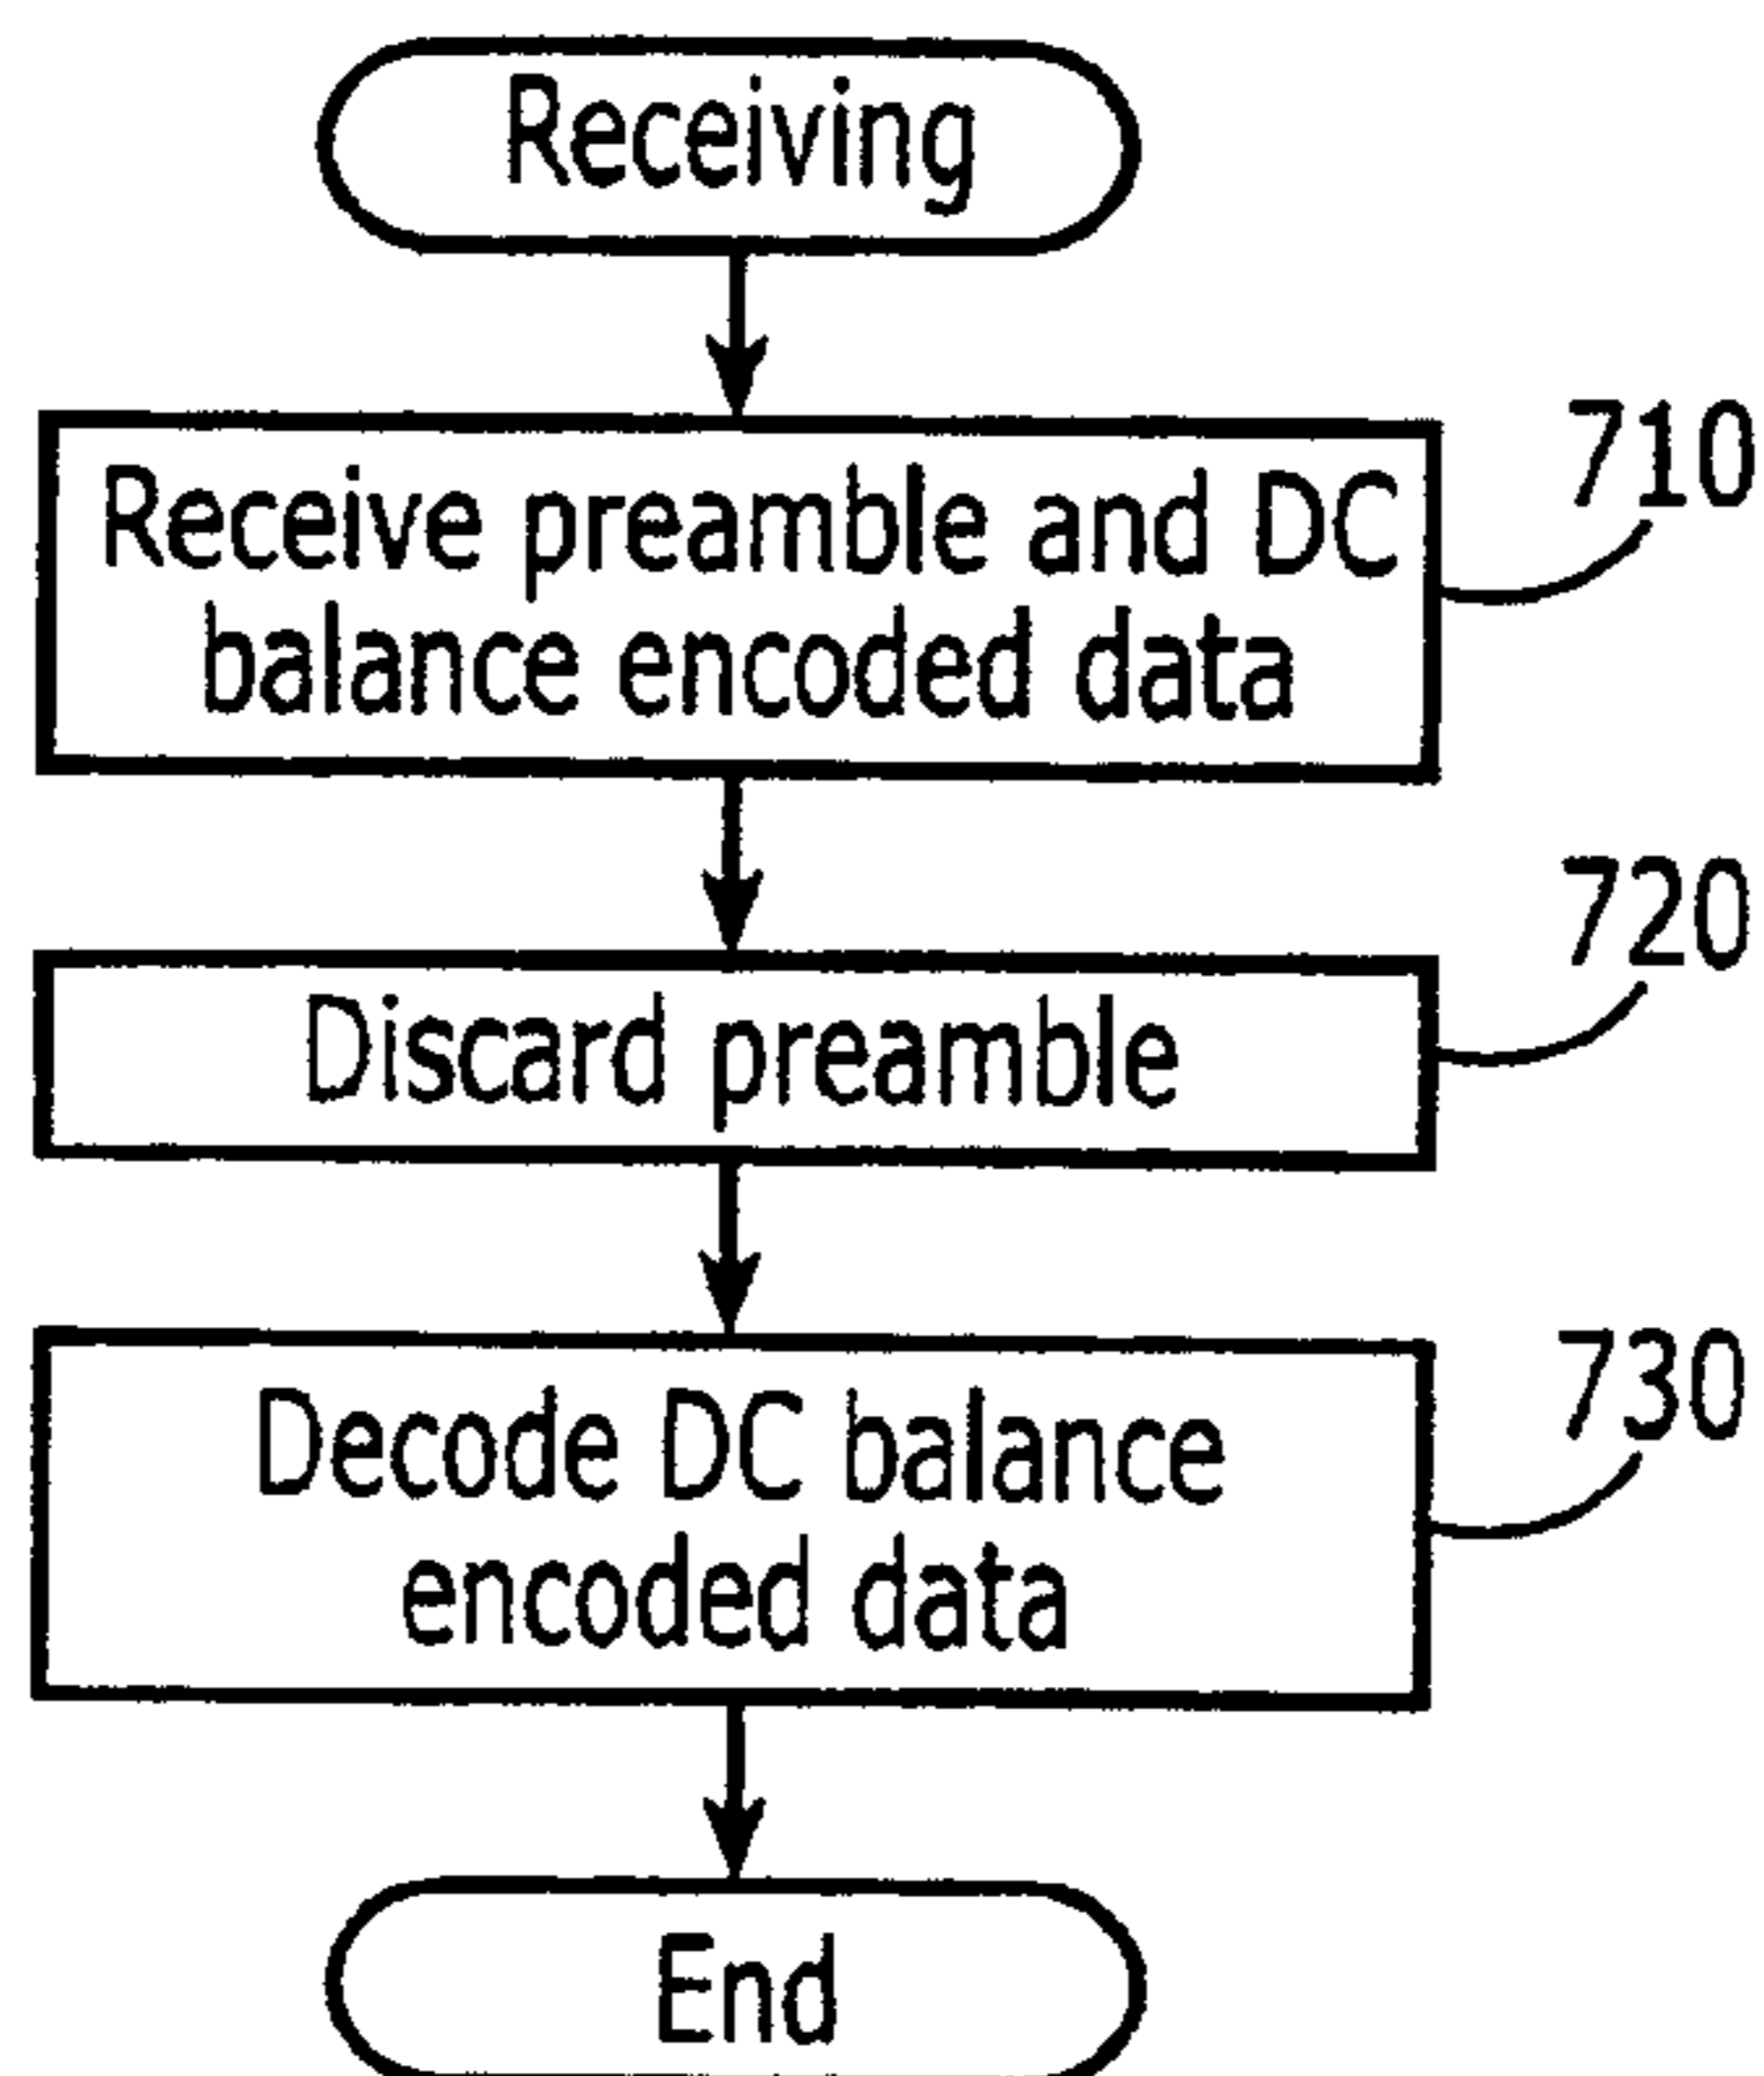 Receiving
Receive preamble and DC
balance encoded data
710
Discard preamble
720
Decode DC balance
encoded data
730
End